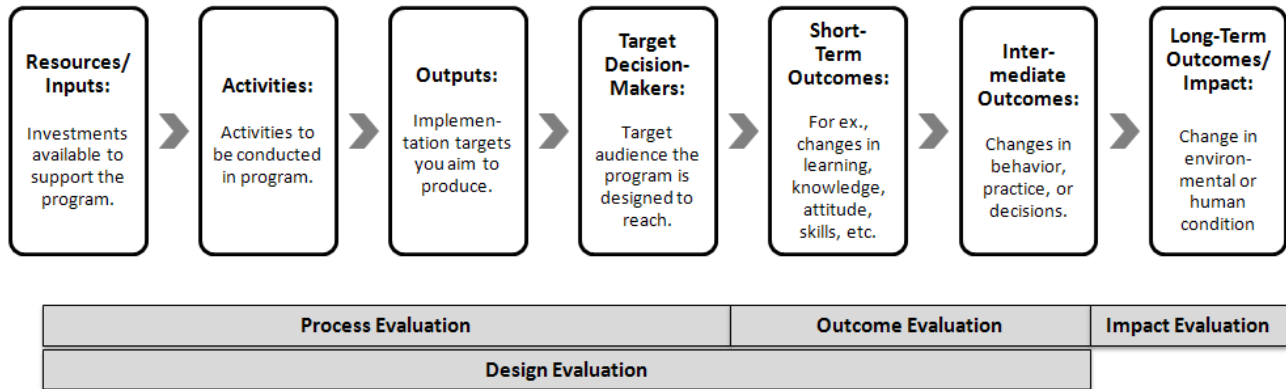 Resources/
Inputs:
Investments
available to
support the
program.
Activities:
Activities to
be conducted
in program.
Outputs:
Implemen-
tation targets
you aim to
produce.
Target
Decision-
Makers:
Target
audience the
program is
designed to
reach.
Short-
Term
Outcomes:
For ex.,
changes in
learning,
knowledge,
attitude,
skills, etc.
Inter-
mediate
Outcomes:
Changes in
behavior,
practice, or
decisions.
Long-Term
Outcomes/
Impact:
Change in
environ-
mental or
human
condition
Process Evaluation
Outcome Evaluation
Impact Evaluation
Design Evaluation